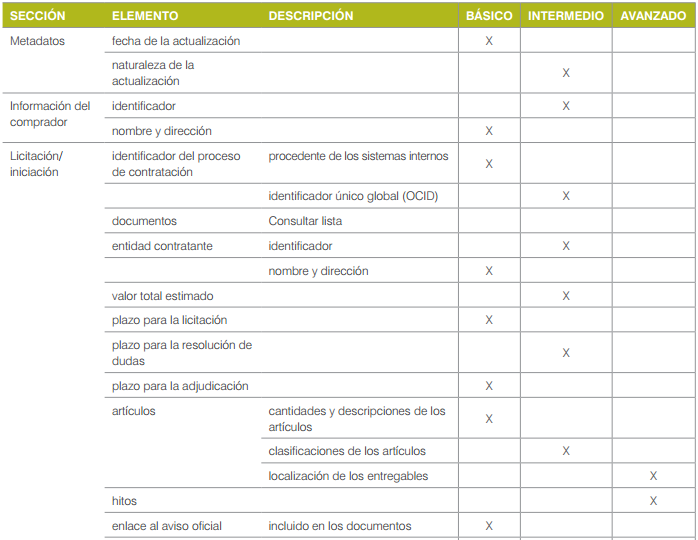 SECCIÓN ELEMENTO DESCRIPCIÓN BÁSICO INTERMEDIO AVANZADO
Metadatos fecha de la actualización X
naturaleza de la
actualización X
Información del
comprador identificador X
nombre y dirección X
Licitación/
iniciación identificador del proceso
de contratación procedente de los sistemas internos X
identificador único global (OCID) X
documentos Consultar lista
entidad contratante identificador X
nombre y dirección X
valor total estimado X
plazo para la licitación X
plazo para la resolución de
dudas X
plazo para la adjudicación X
artículos cantidades y descripciones de los
artículos X
clasificaciones de los artículos X
localización de los entregables X
hitos X
enlace al aviso oficial incluido en los documentos X